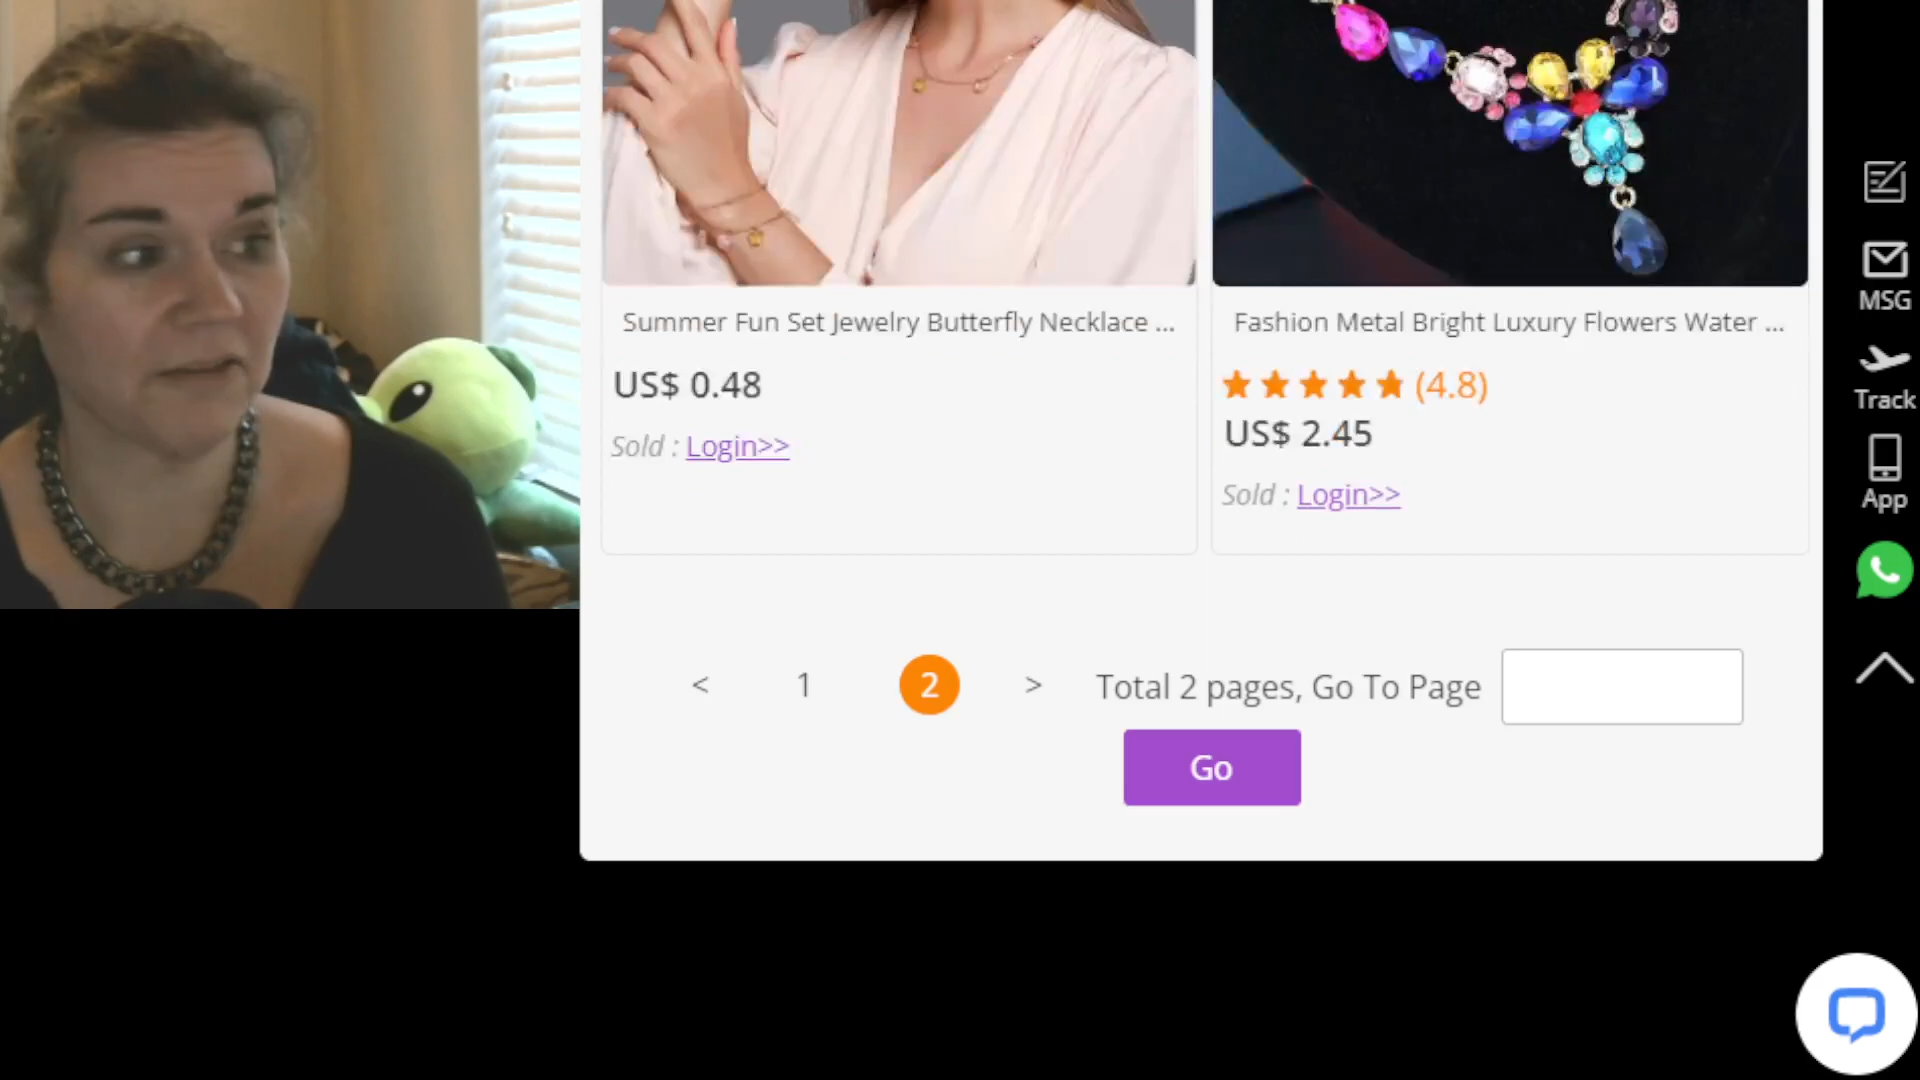 Summer Fun Set Jewelry Butterfly Necklace ...
US$ 0.48
Sold : Login>>
Fashion Metal Bright Luxury Flowers Water ...
(4.8)
US$ 2.45
Sold : Login>>
< 1 2 > Total 2 pages, Go To Page
Go
MSG
Track
App